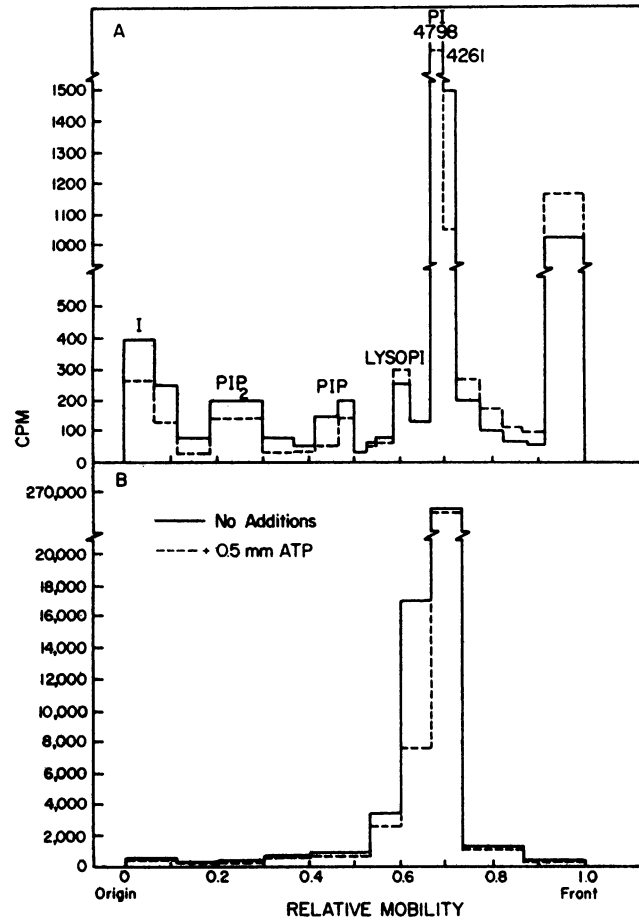 A
PI
4798
4261
1500
1400
1300
1200
1100
1000
500
400
300
200
100
0
CPM
I
PIP2
PIP
LYSOPI
B
270,000
20,000
18,000
16,000
14,000
12,000
10,000
8,000
6,000
4,000
2,000
0
No Additions
+ 0.5 mm ATP
0 0.2 0.4 0.6 0.8 1.0
Origin Front
RELATIVE MOBILITY